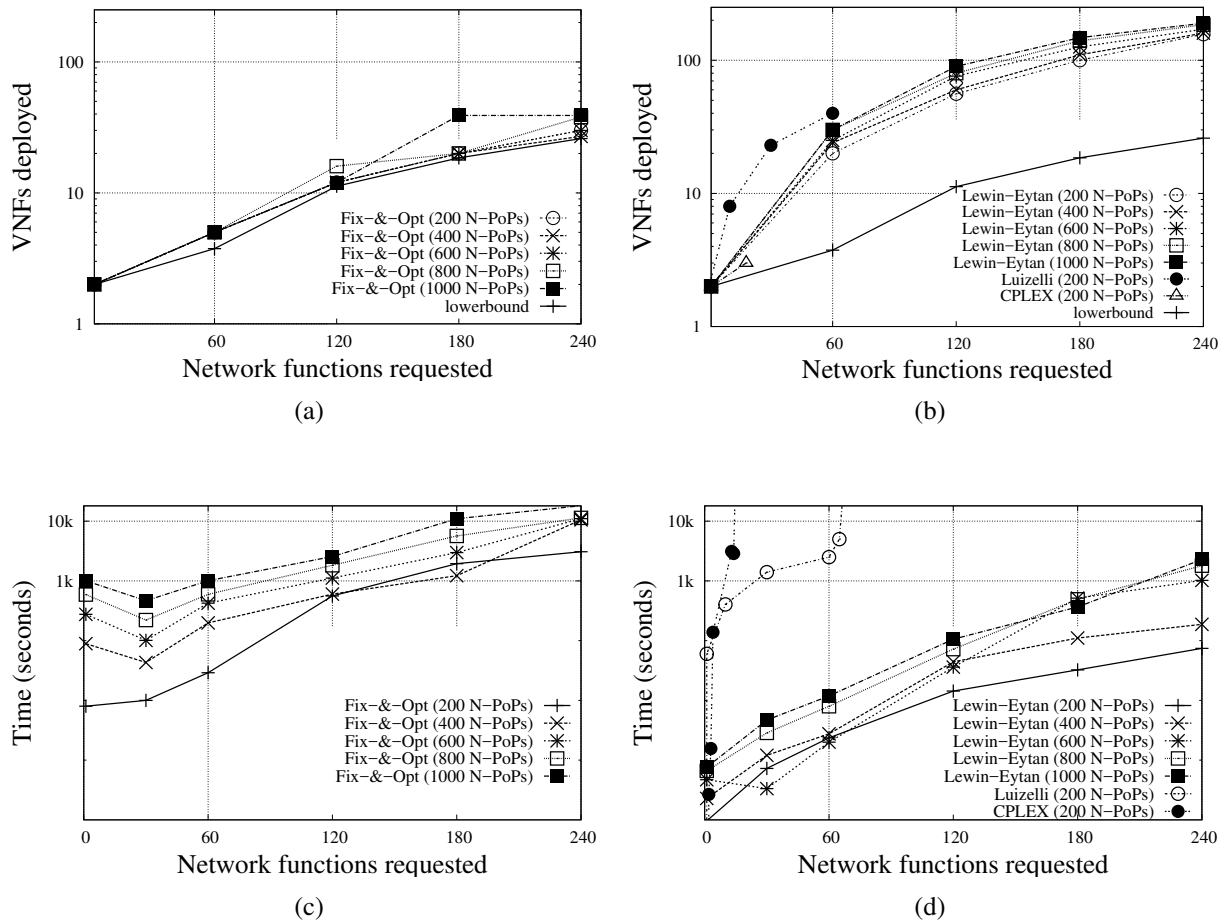 VNFs deployed
100
10
1
60
120
180
240
Fix-&-Opt (200 N-PoPs)
Fix-&-Opt (400 N-PoPs)
Fix-&-Opt (600 N-PoPs)
Fix-&-Opt (800 N-PoPs)
Fix-&-Opt (1000 N-PoPs)
lowerbound
Network functions requested
(a)
VNFs deployed
100
10
1
60
120
180
240
Lewin-Eytan (200 N-PoPs)
Lewin-Eytan (400 N-PoPs)
Lewin-Eytan (600 N-PoPs)
Lewin-Eytan (800 N-PoPs)
Lewin-Eytan (1000 N-PoPs)
Luizelli (200 N-PoPs)
CPLEX (200 N-PoPs)
lowerbound
Network functions requested
(b)
Time (seconds)
10k
1k
0
60
120
180
240
Fix-&-Opt (200 N-PoPs)
Fix-&-Opt (400 N-PoPs)
Fix-&-Opt (600 N-PoPs)
Fix-&-Opt (800 N-PoPs)
Fix-&-Opt (1000 N-PoPs)
Network functions requested
(c)
Time (seconds)
10k
1k
0
60
120
180
240
Lewin-Eytan (200 N-PoPs)
Lewin-Eytan (400 N-PoPs)
Lewin-Eytan (600 N-PoPs)
Lewin-Eytan (800 N-PoPs)
Lewin-Eytan (1000 N-PoPs)
Luizelli (200 N-PoPs)
CPLEX (200 N-PoPs)
Network functions requested
(d)